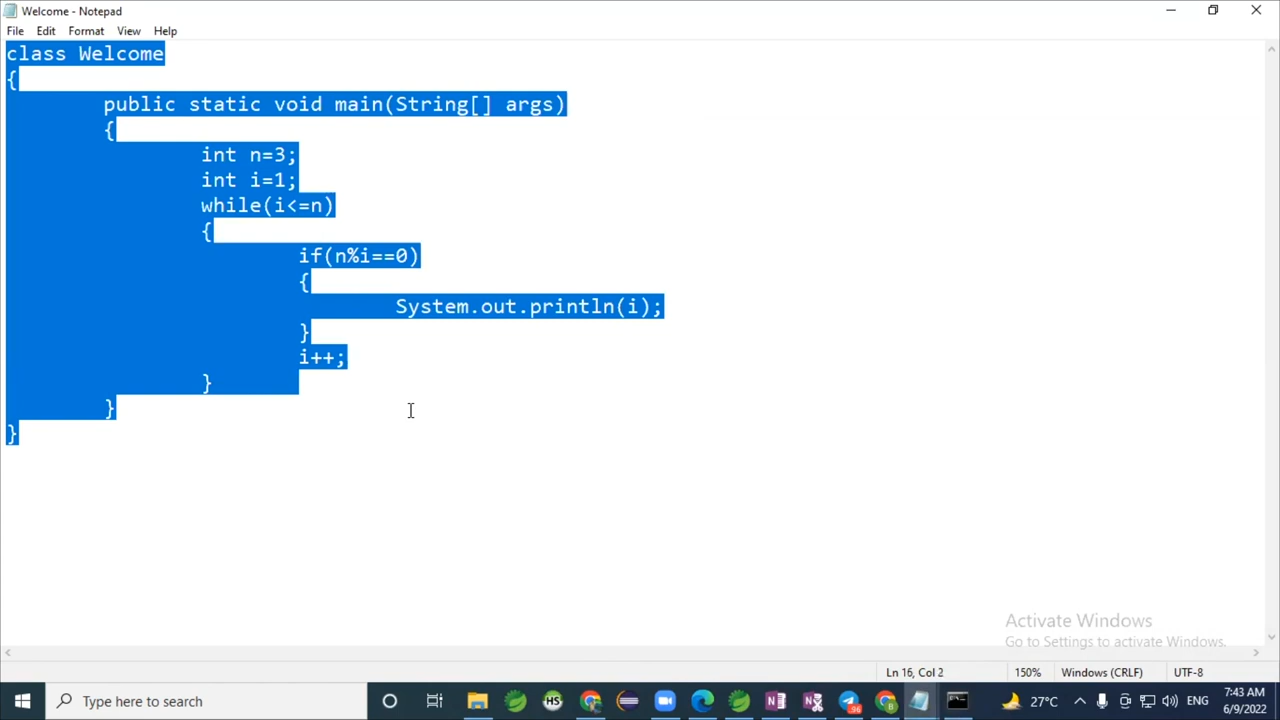 Welcome - Notepad
File Edit Format View Help
class Welcome
{
public static void main(String[] args)
{
int n=3;
int i=1;
while(i<=n)
{
if(n%i==0)
{
System.out.println(i);
}
i++;
}
}
}
Activate Windows
Go to Settings to activate Windows.
Ln 16, Col 2 150% Windows (CRLF) UTF-8
Type here to search HS 96 B 27°C ENG 7:43 AM
6/9/2022